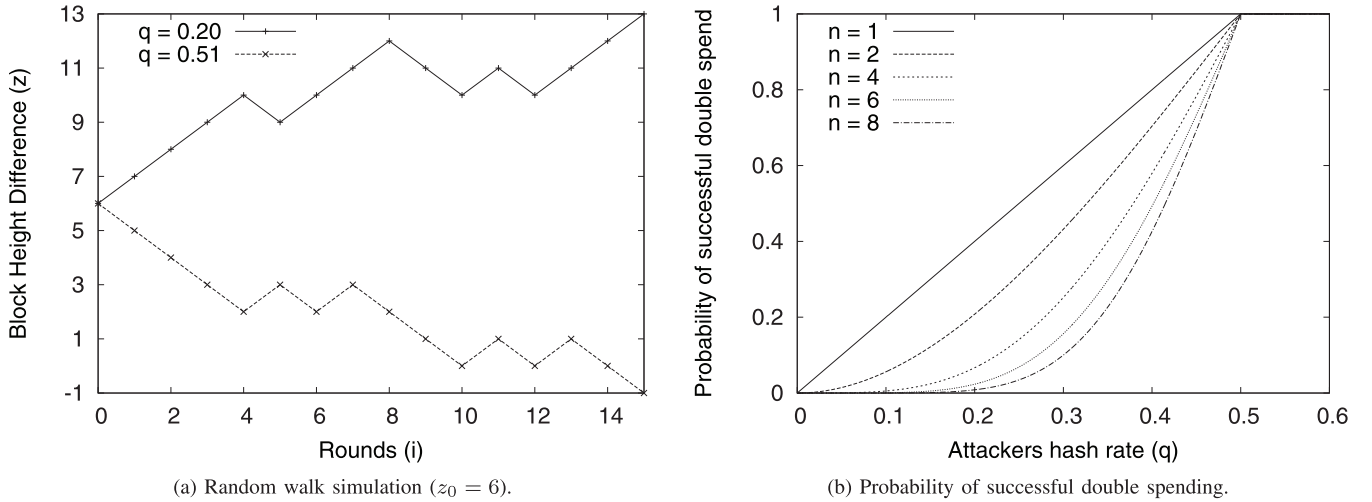 Block Height Difference (z)
13
11
9
7
5
3
1
-1
q = 0.20
q = 0.51
0 2 4 6 8 10 12 14
Rounds (i)
(a) Random walk simulation (z0 = 6).
Probability of successful double spend
1
0.8
0.6
0.4
0.2
0
n = 1
n = 2
n = 4
n = 6
n = 8
0 0.1 0.2 0.3 0.4 0.5 0.6
Attackers hash rate (q)
(b) Probability of successful double spending.